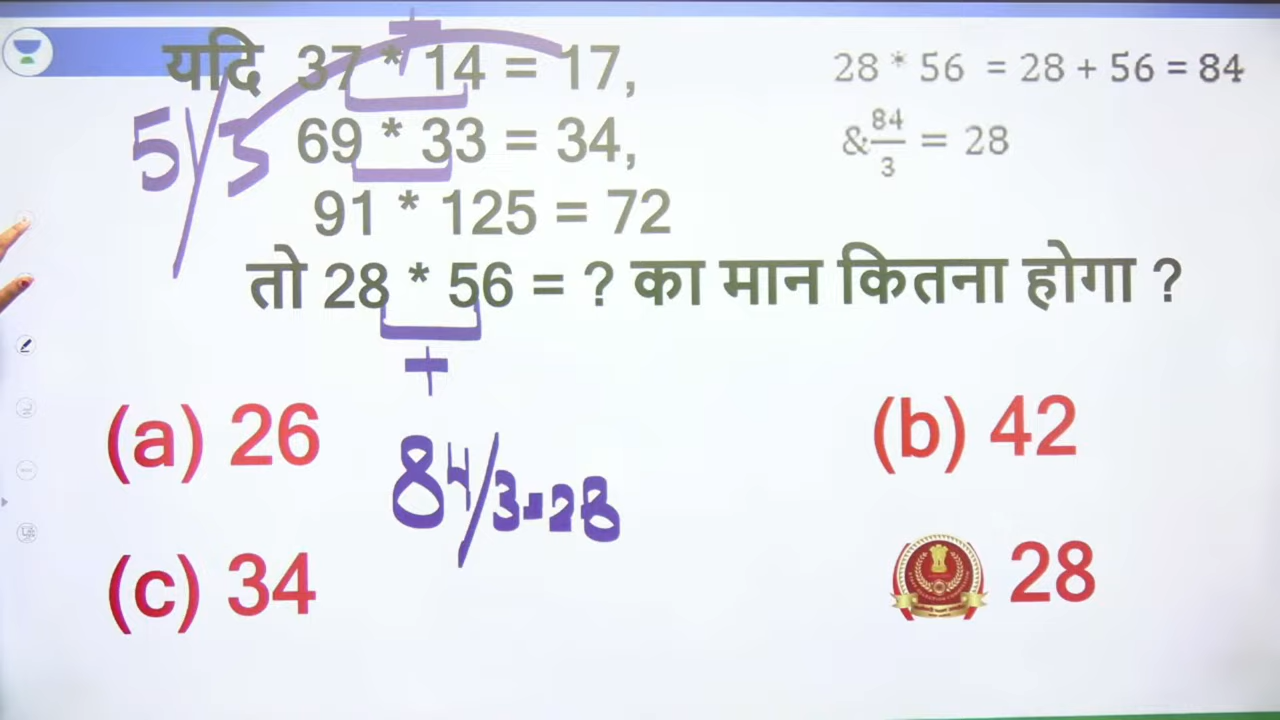 यदि 37 * 14 = 17,
69 * 33 = 34,
91 * 125 = 72
तो 28 * 56 = ? का मान कितना होगा ?
28 * 56 = 28 + 56 = 84
& 84/3 = 28
51/3
+
+
84/3=28
(a) 26
(b) 42
(c) 34
28